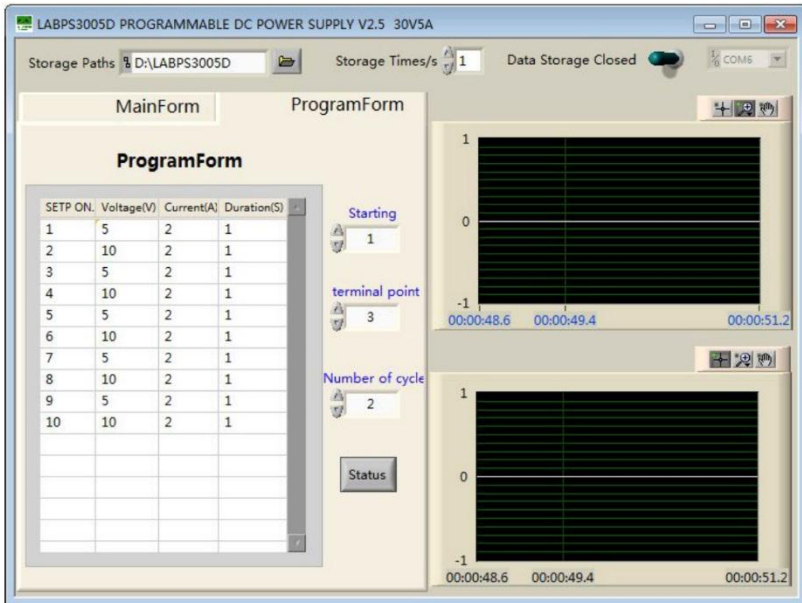 LABPS3005D PROGRAMMABLE DC POWER SUPPLY V2.5 30V5A
Storage Paths D:\LABPS3005D Storage Times/s 1 Data Storage Closed COM6
MainForm ProgramForm
ProgramForm
SETP ON. Voltage(V) Current(A) Duration(S)
1 5 2 1
2 10 2 1
3 5 2 1
4 10 2 1
5 5 2 1
6 10 2 1
7 5 2 1
8 10 2 1
9 5 2 1
10 10 2 1
Starting
1
terminal point
3
Number of cycle
2
Status
1
0
-1
00:00:48.6 00:00:49.4 00:00:51.2
1
0
-1
00:00:48.6 00:00:49.4 00:00:51.2